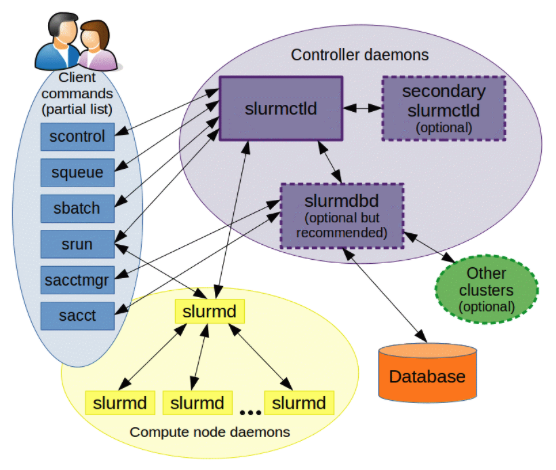 Client
commands
(partial list)
scontrol
squeue
sbatch
srun
sacctmgr
sacct
Controller daemons
slurmctld
secondary
slurmctld
(optional)
slurmdbd
(optional but
recommended)
Other
clusters
(optional)
Database
slurmd
slurmd
slurmd
...
slurmd
Compute node daemons